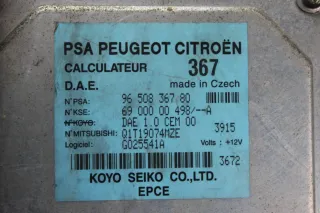 PSA PEUGEOT CITROËN
CALCULATEUR 367
D.A.E. made in Czech
N°PSA: 96 508 367 80
N°KSE: 69 000 00 498/--A
N°KOYO: DAE 1.0 CEM 00
N°MITSUBISHI: Q1T19074MZE 3915
Logiciel: G025541A Volts: +12V
3672
KOYO SEIKO CO.,LTD.
EPCE